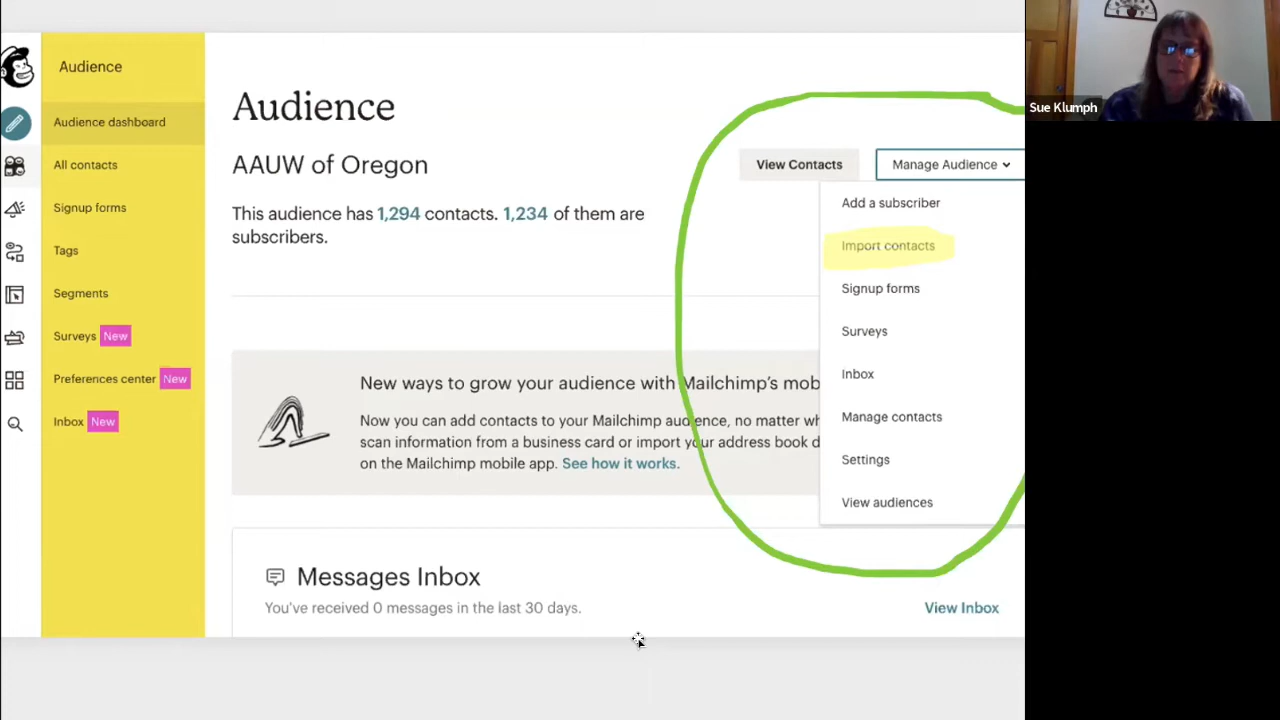 Audience
Audience dashboard
All contacts
Signup forms
Tags
Segments
Surveys New
Preferences center New
Inbox New
Audience
AAUW of Oregon
This audience has 1,294 contacts. 1,234 of them are
subscribers.
View Contacts
Manage Audience
Add a subscriber
Import contacts
Signup forms
Surveys
Inbox
Manage contacts
Settings
View audiences
New ways to grow your audience with Mailchimp's mob
Now you can add contacts to your Mailchimp audience, no matter wh
scan information from a business card or import your address book d
on the Mailchimp mobile app. See how it works.
Messages Inbox
You've received 0 messages in the last 30 days.
View Inbox
Sue Klumph